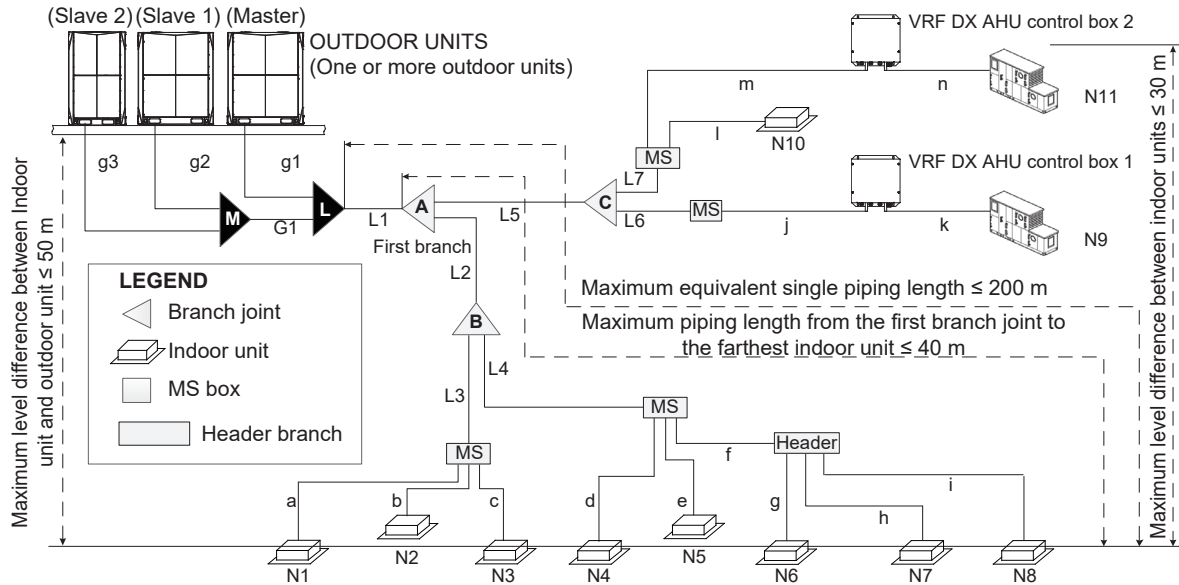 (Slave 2) (Slave 1) (Master)
OUTDOOR UNITS
(One or more outdoor units)
VRF DX AHU control box 2
m
n
N11
l
N10
MS
g3
g2
g1
L7
VRF DX AHU control box 1
M
L
A
C
G1
L1
L5
L6
MS
j
k
N9
First branch
L2
LEGEND
Branch joint
Indoor unit
MS box
Header branch
Maximum equivalent single piping length ≤ 200 m
Maximum piping length from the first branch joint to
the farthest indoor unit ≤ 40 m
B
L3
L4
MS
MS
f
Header
a
b
c
d
e
g
h
i
N1
N2
N3
N4
N5
N6
N7
N8
Maximum level difference between Indoor
unit and outdoor unit ≤ 50 m
Maximum level difference between indoor units ≤ 30 m